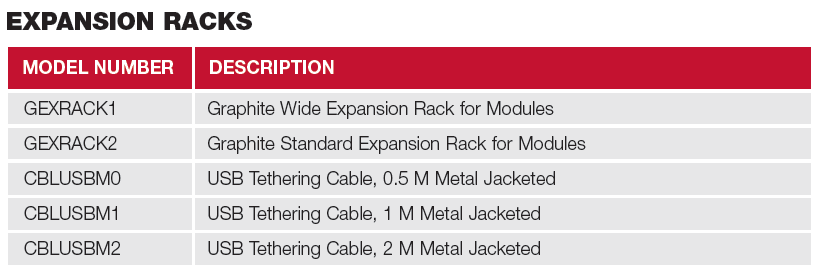 EXPANSION RACKS
MODEL NUMBER DESCRIPTION
GEXRACK1 Graphite Wide Expansion Rack for Modules
GEXRACK2 Graphite Standard Expansion Rack for Modules
CBLUSBM0 USB Tethering Cable, 0.5 M Metal Jacketed
CBLUSBM1 USB Tethering Cable, 1 M Metal Jacketed
CBLUSBM2 USB Tethering Cable, 2 M Metal Jacketed